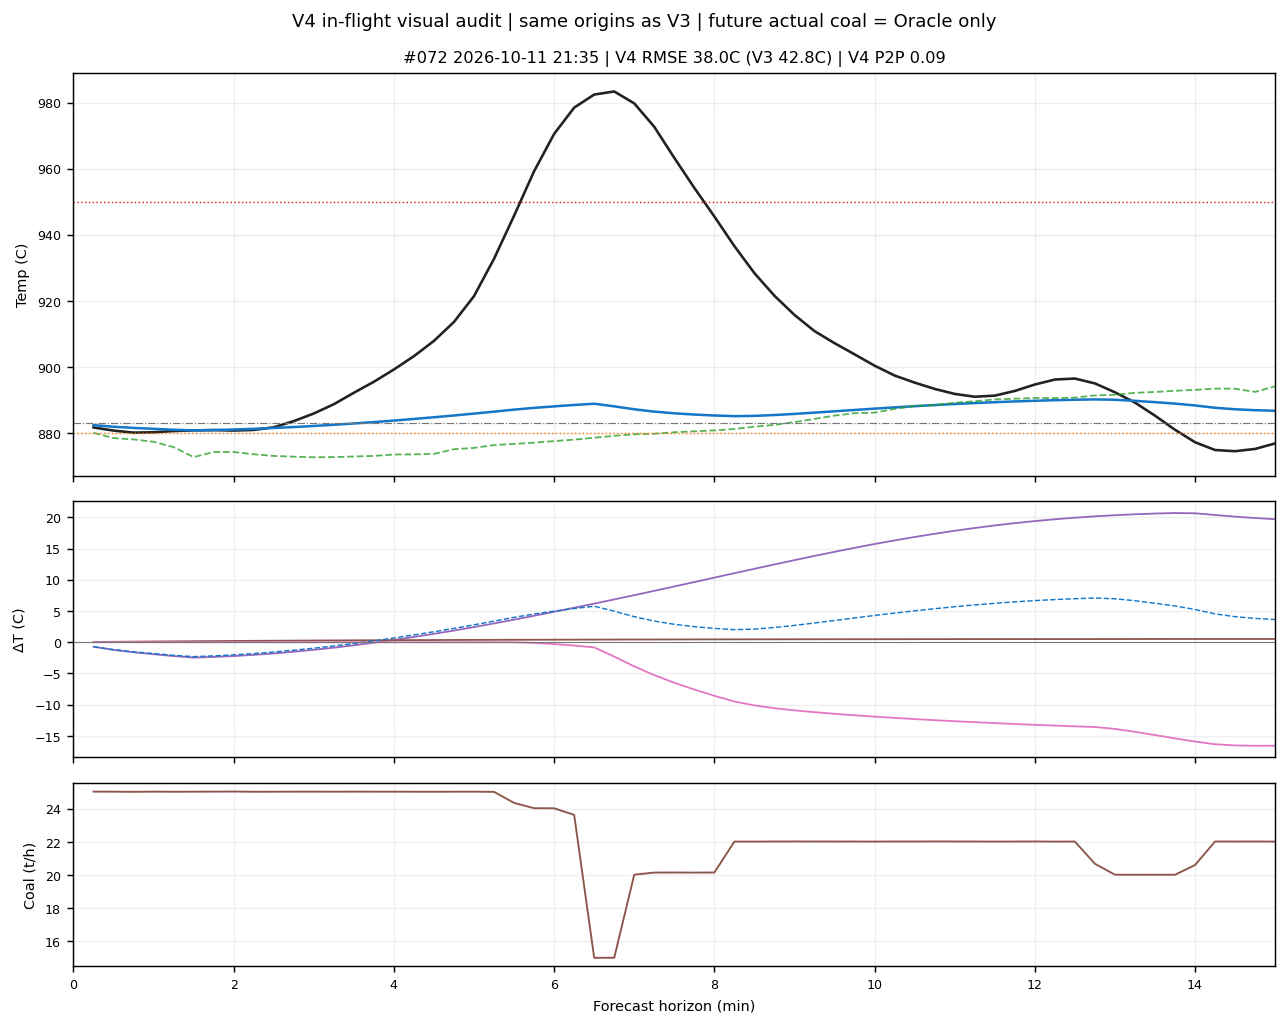 V4 in-flight visual audit | same origins as V3 | future actual coal = Oracle only
#072 2026-10-11 21:35 | V4 RMSE 38.0C (V3 42.8C) | V4 P2P 0.09
Temp (C)
980
960
940
920
900
880
ΔT (C)
20
15
10
5
0
−5
−10
−15
Coal (t/h)
24
22
20
18
16
0 2 4 6 8 10 12 14
Forecast horizon (min)